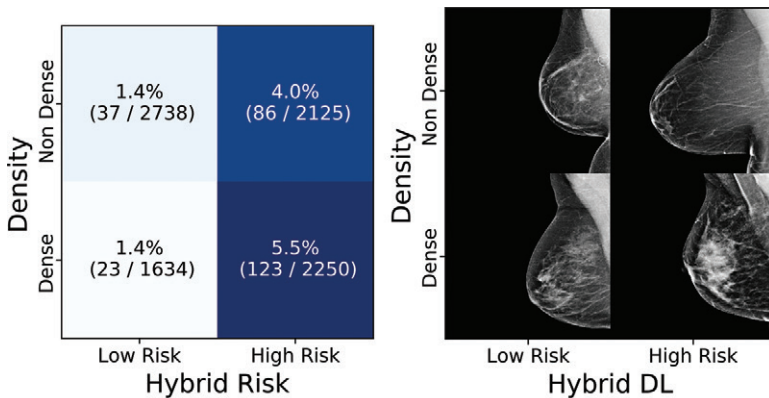 Density
Non Dense
Dense
1.4%
(37 / 2738)
4.0%
(86 / 2125)
1.4%
(23 / 1634)
5.5%
(123 / 2250)
Low Risk
High Risk
Hybrid Risk
Density
Non Dense
Dense
Low Risk
High Risk
Hybrid DL